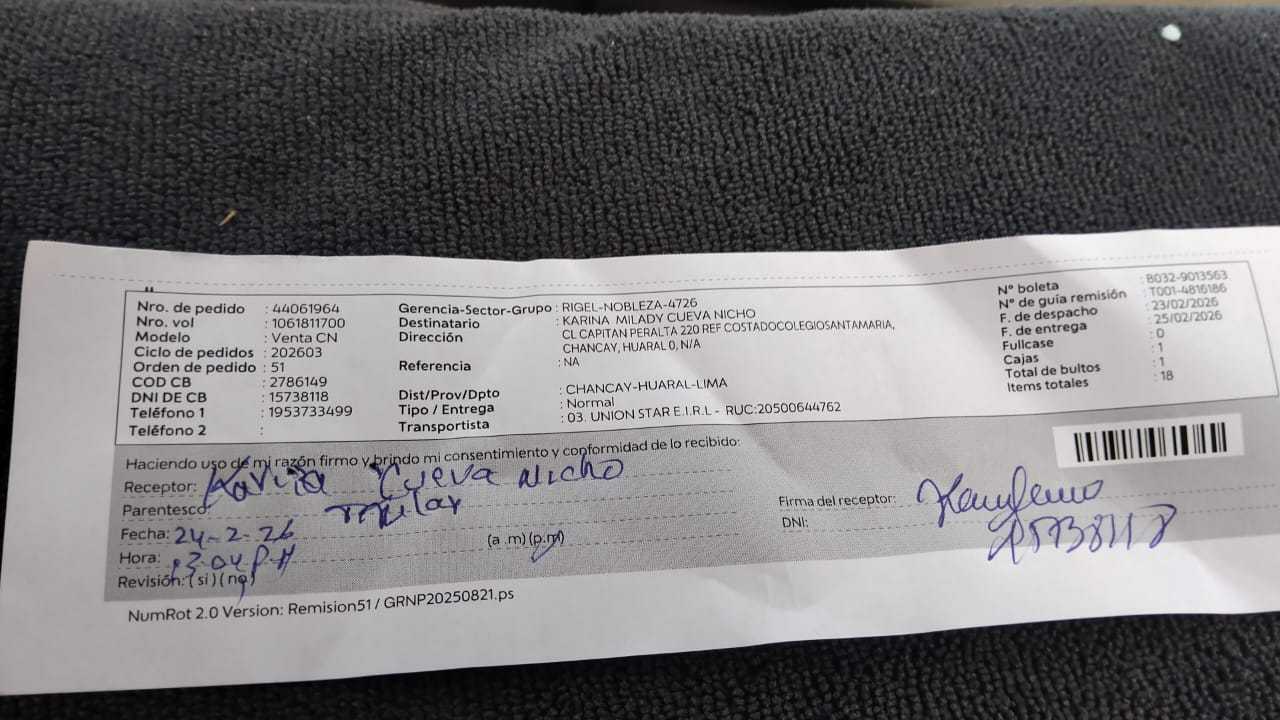 Nro. de pedido : 44061964
Nro. vol : 1061811700
Modelo : Venta CN
Ciclo de pedidos : 202603
Orden de pedido : 51
COD CB : 2786149
DNI DE CB : 15738118
Teléfono 1 : 1953733499
Teléfono 2 :
Gerencia-Sector-Grupo : RIGEL-NOBLEZA-4726
Destinatario : KARINA MILADY CUEVA NICHO
Dirección : CL CAPITAN PERALTA 220 REF COSTADOCOLEGIOSANTAMARIA,
CHANCAY, HUARAL 0, N/A
Referencia : NA
Dist/Prov/Dpto : CHANCAY-HUARAL-LIMA
Tipo / Entrega : Normal
Transportista : 03. UNION STAR E.I.R.L - RUC:20500644762
N° boleta : B032-9013563
N° de guía remisión : T001-4816186
F. de despacho : 23/02/2026
F. de entrega : 25/02/2026
Fullcase : 0
Cajas : 1
Total de bultos : 1
Items totales : 18
Haciendo uso de mi razón firmo y brindo mi consentimiento y conformidad de lo recibido:
Receptor: Karina Cueva Nicho
Parentesco:
Fecha: 24-2-26
Hora: 3:04 PM (a.m)(p.m)
Revisión: (si)(no)
Firma del receptor:
DNI: 15738118
NumRot 2.0 Version: Remision51 / GRNP20250821.ps